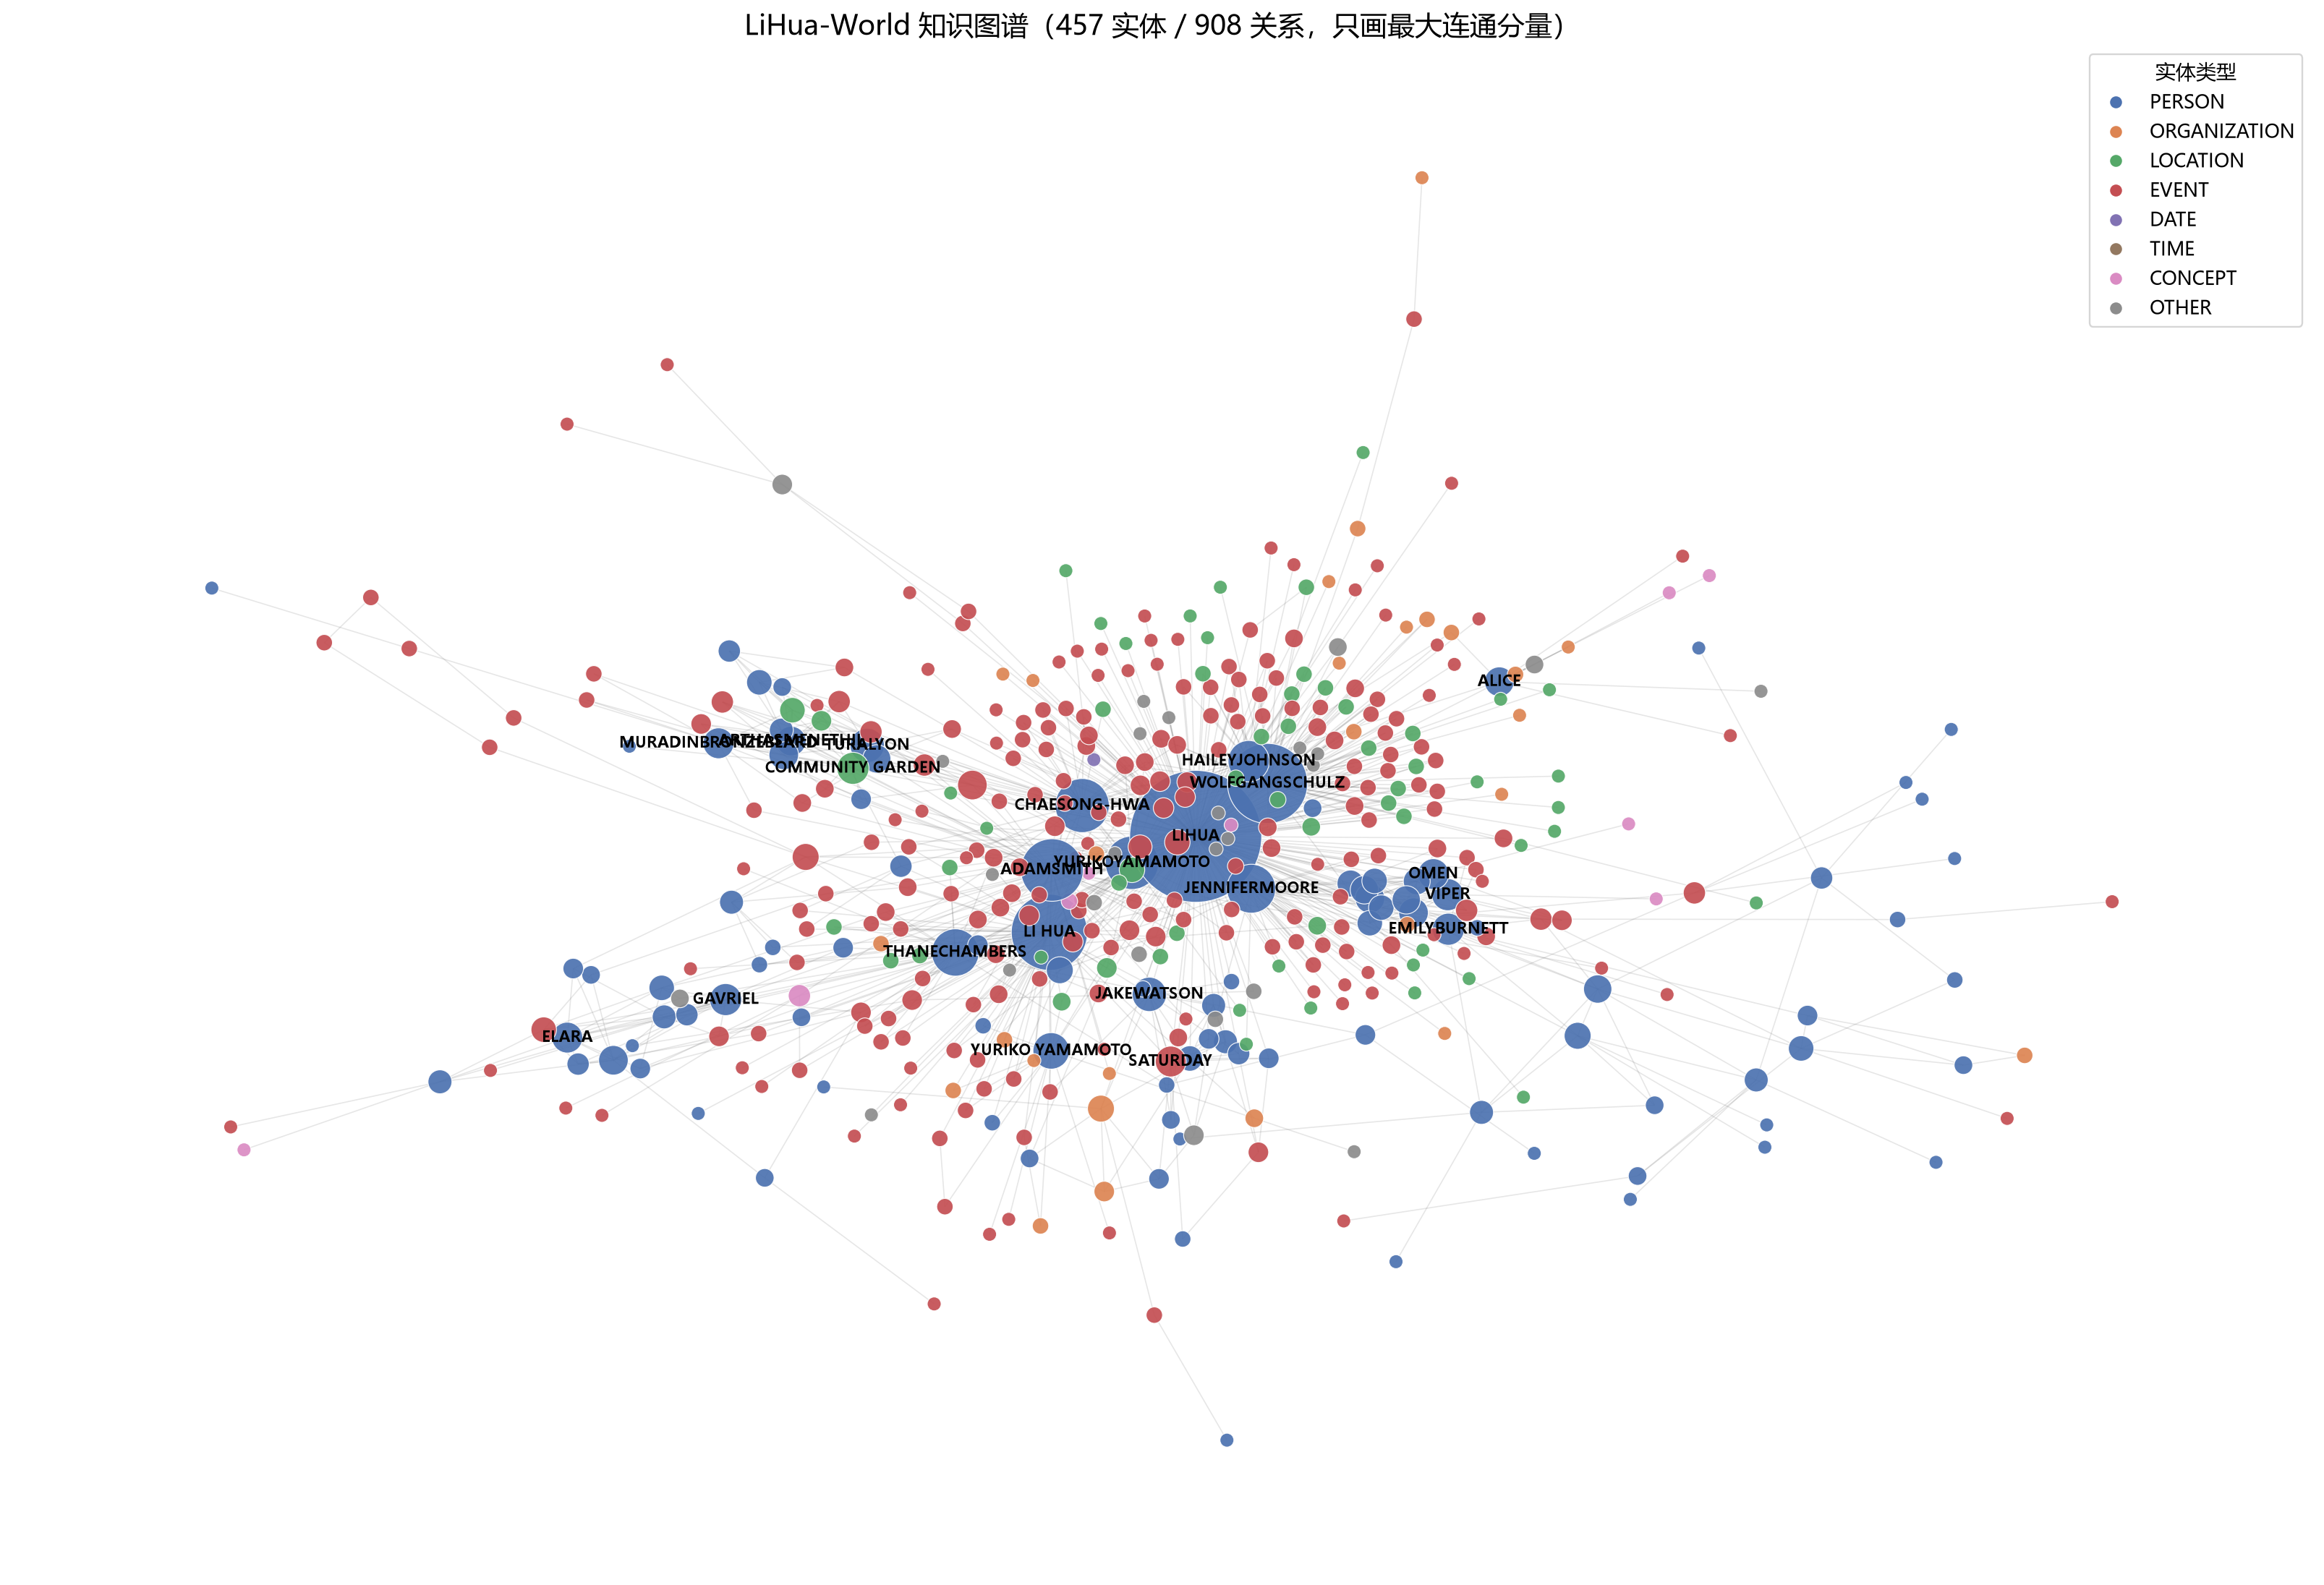 LiHua-World 知识图谱（457 实体 / 908 关系，只画最大连通分量）
实体类型
PERSON
ORGANIZATION
LOCATION
EVENT
DATE
TIME
CONCEPT
OTHER
ALICE
MURADINBRONZEBEARD
ARTHASMENETHIL
TURALYON
COMMUNITY GARDEN
HAILEYJOHNSON
WOLFGANGSCHULZ
CHAESONG-HWA
LIHUA
YURIKOYAMAMOTO
ADAMSMITH
OMEN
JENNIFERMOORE
VIPER
EMILYBURNETT
LI HUA
THANECHAMBERS
JAKEWATSON
GAVRIEL
ELARA
YURIKO YAMAMOTO
SATURDAY